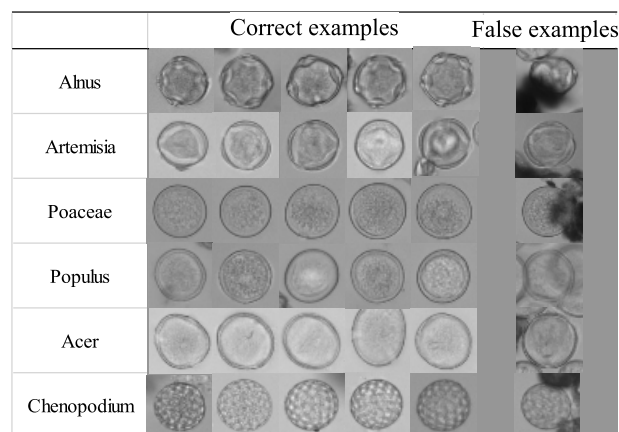 Correct examples False examples
Alnus
Artemisia
Poaceae
Populus
Acer
Chenopodium